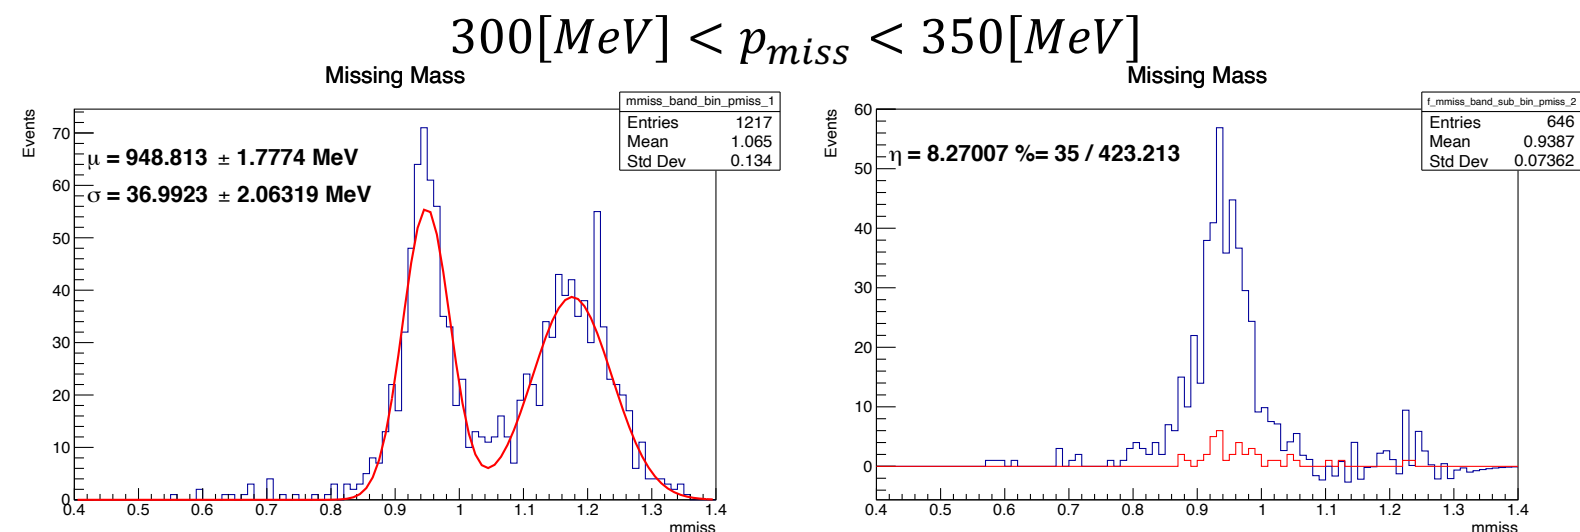 300[MeV] < p_miss < 350[MeV]
Missing Mass
mmiss_band_bin_pmiss_1
Entries 1217
Mean 1.065
Std Dev 0.134
μ = 948.813 ± 1.7774 MeV
σ = 36.9923 ± 2.06319 MeV
Events
70
60
50
40
30
20
10
0
0.4 0.5 0.6 0.7 0.8 0.9 1 1.1 1.2 1.3 1.4
mmiss
Missing Mass
f_mmiss_band_sub_bin_pmiss_2
Entries 646
Mean 0.9387
Std Dev 0.07362
η = 8.27007 %= 35 / 423.213
Events
60
50
40
30
20
10
0
0.4 0.5 0.6 0.7 0.8 0.9 1 1.1 1.2 1.3 1.4
mmiss